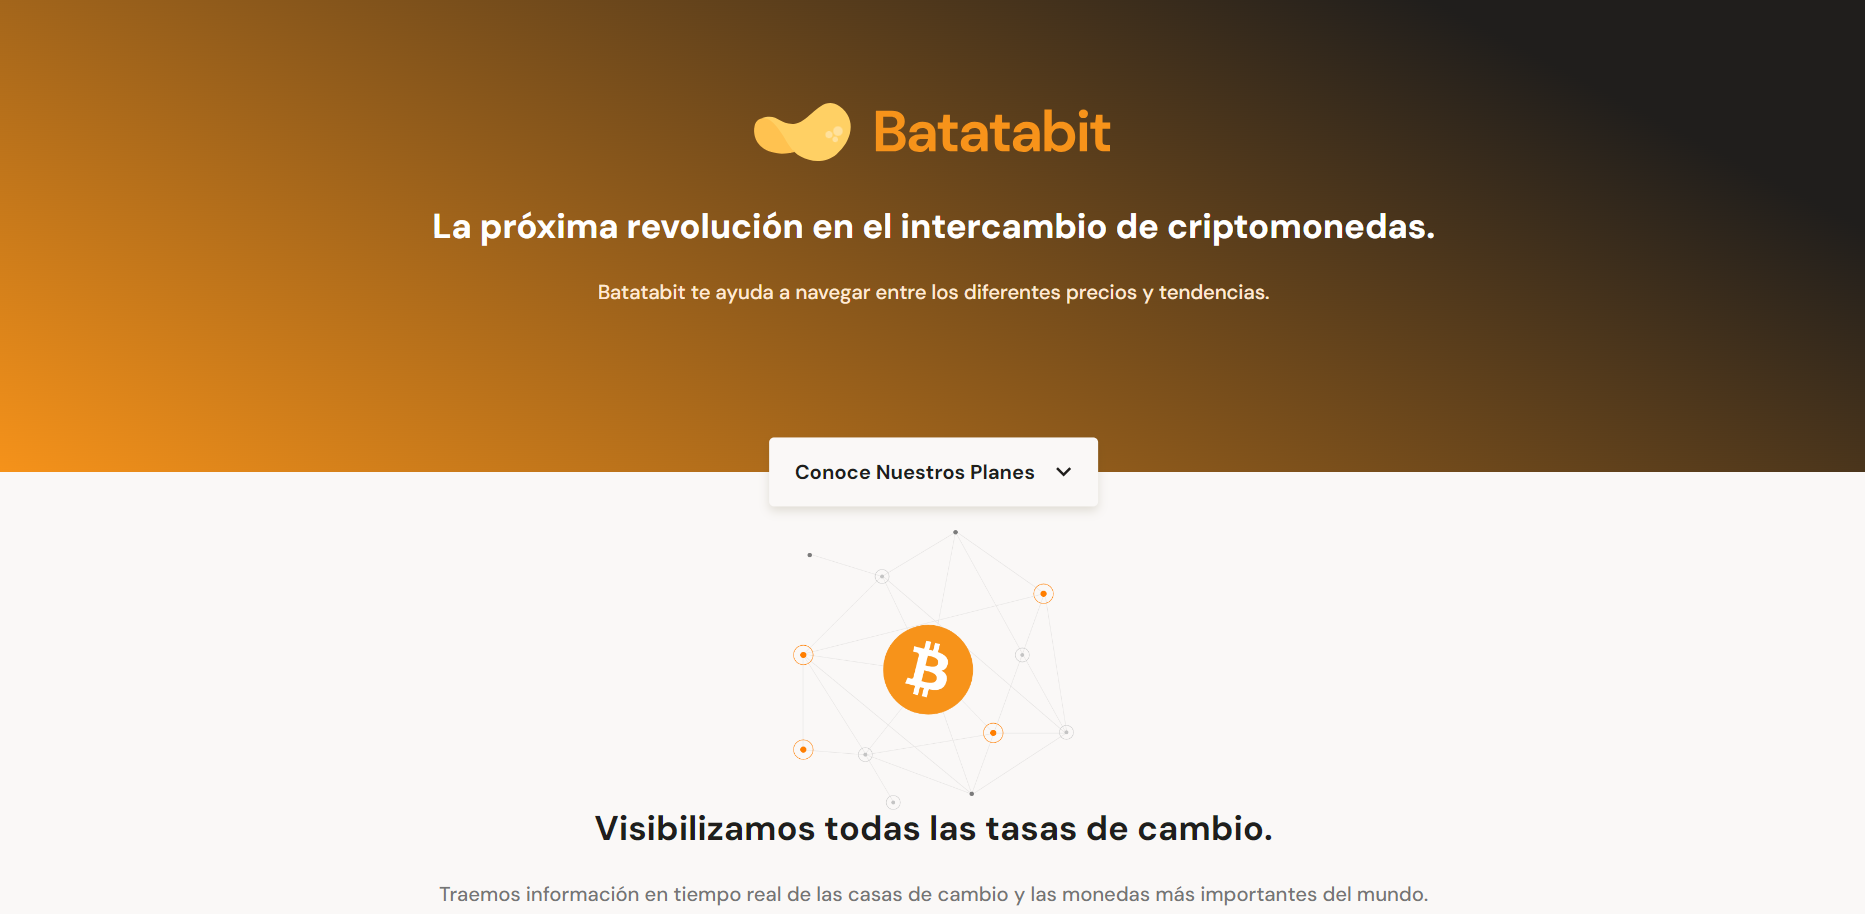 Batatabit
La próxima revolución en el intercambio de criptomonedas.
Batatabit te ayuda a navegar entre los diferentes precios y tendencias.
Conoce Nuestros Planes
Visibilizamos todas las tasas de cambio.
Traemos información en tiempo real de las casas de cambio y las monedas más importantes del mundo.